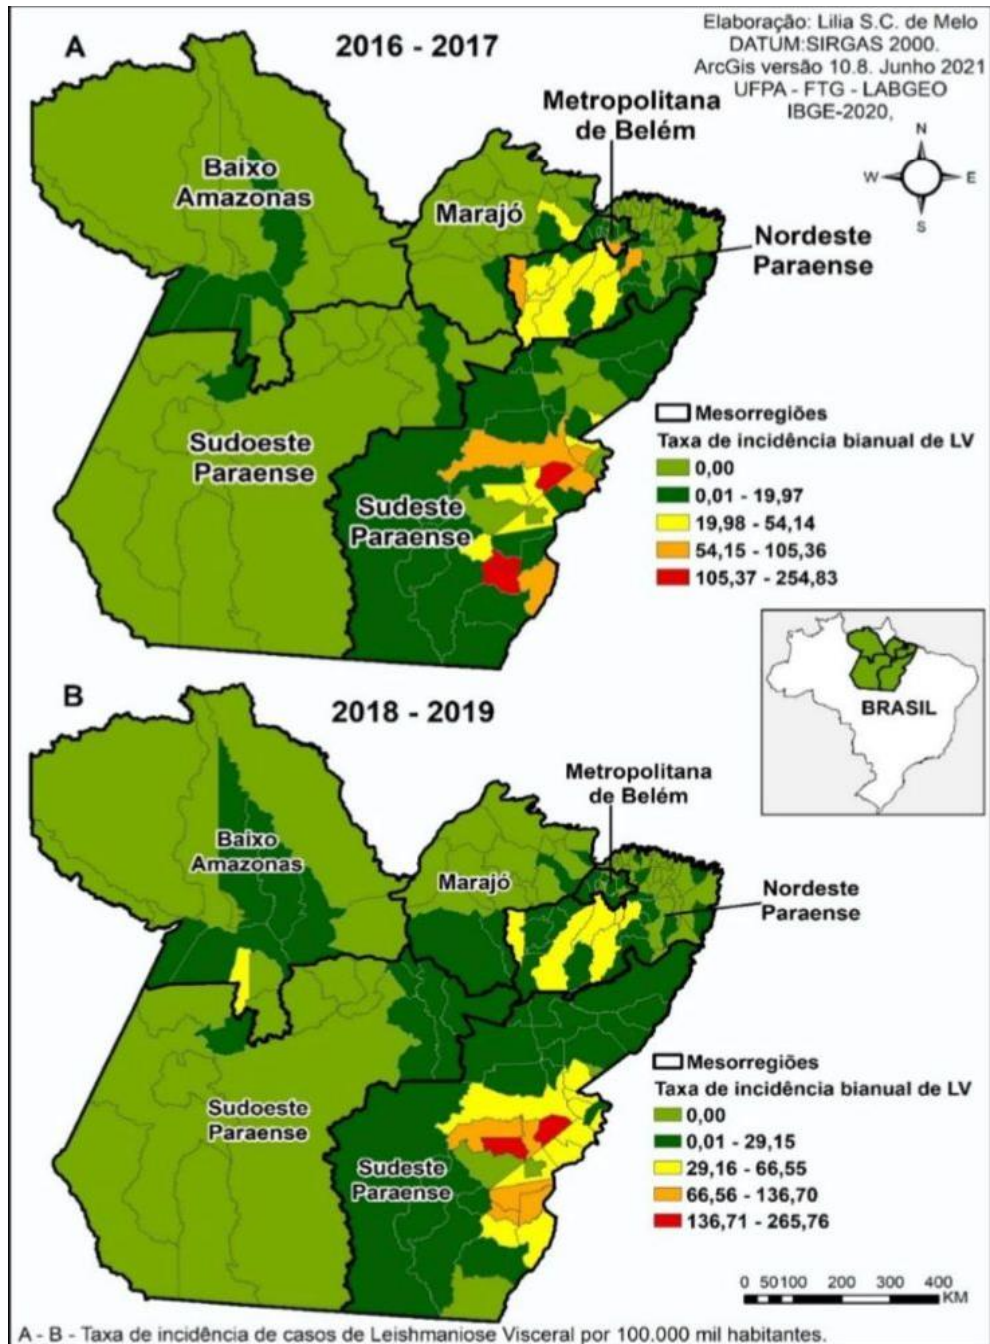 A
2016 - 2017
Elaboração: Lilia S.C. de Melo
DATUM:SIRGAS 2000.
ArcGis versão 10.8. Junho 2021
UFPA - FTG - LABGEO
IBGE-2020,
N
W
E
S
Metropolitana
de Belém
Baixo
Amazonas
Marajó
Nordeste
Paraense
Sudoeste
Paraense
Sudeste
Paraense
Mesorregiões
Taxa de incidência bianual de LV
0,00
0,01 - 19,97
19,98 - 54,14
54,15 - 105,36
105,37 - 254,83
BRASIL
B
2018 - 2019
Metropolitana
de Belém
Baixo
Amazonas
Marajó
Nordeste
Paraense
Sudoeste
Paraense
Sudeste
Paraense
Mesorregiões
Taxa de incidência bianual de LV
0,00
0,01 - 29,15
29,16 - 66,55
66,56 - 136,70
136,71 - 265,76
0 50100 200 300 400
KM
A - B - Taxa de incidência de casos de Leishmaniose Visceral por 100.000 mil habitantes.